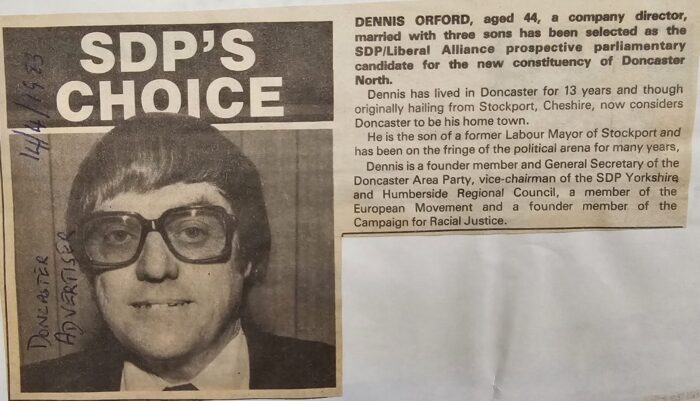 SDP'S
CHOICE
14/4/1983
DONCASTER
ADVERTISER
DENNIS ORFORD, aged 44, a company director,
married with three sons has been selected as the
SDP/Liberal Alliance prospective parliamentary
candidate for the new constituency of Doncaster
North.
Dennis has lived in Doncaster for 13 years and though
originally hailing from Stockport, Cheshire, now considers
Doncaster to be his home town.
He is the son of a former Labour Mayor of Stockport and
has been on the fringe of the political arena for many years,
Dennis is a founder member and General Secretary of the
Doncaster Area Party, vice-chairman of the SDP Yorkshire
and Humberside Regional Council, a member of the
European Movement and a founder member of the
Campaign for Racial Justice.